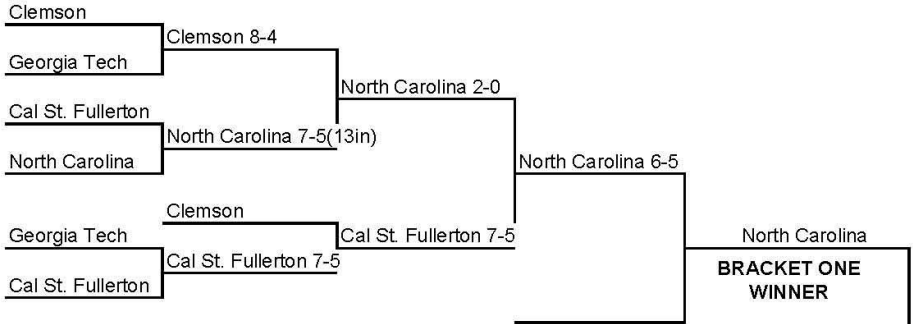 Clemson
Clemson 8-4
Georgia Tech
North Carolina 2-0
Cal St. Fullerton
North Carolina 7-5(13in)
North Carolina
North Carolina 6-5
Clemson
Georgia Tech
Cal St. Fullerton 7-5
North Carolina
Cal St. Fullerton 7-5
BRACKET ONE
WINNER
Cal St. Fullerton